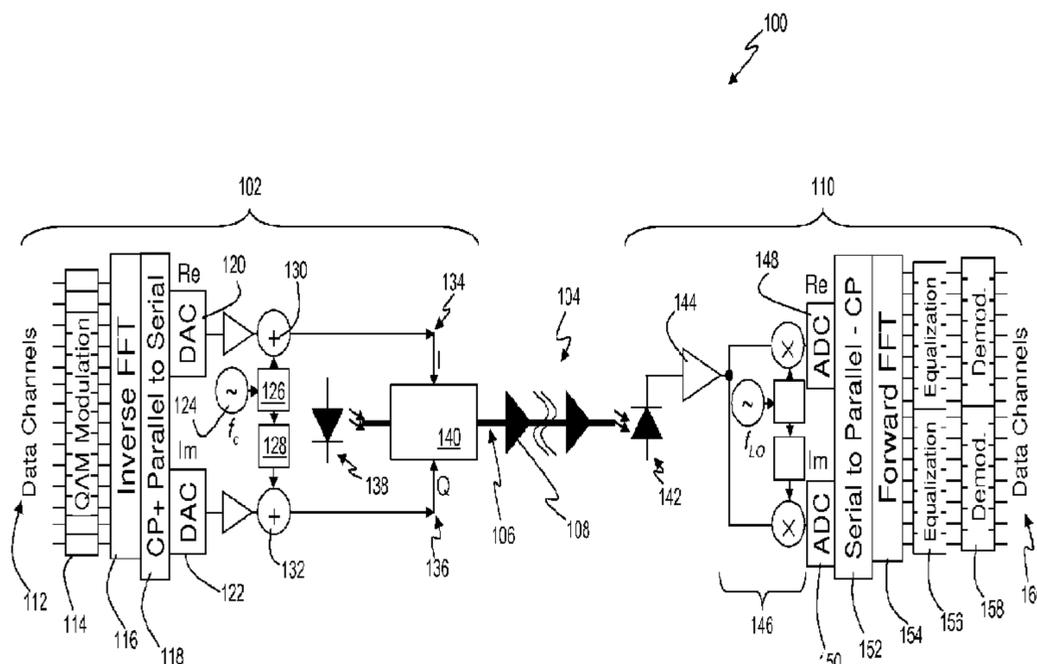 100
102
110
Data Channels
QAM Modulation
Inverse FFT
CP+ Parallel to Serial
Re
DAC
120
130
134
I
124
fc
126
128
Im
DAC
122
132
138
140
Q
136
104
106
108
142
144
146
148
Re
ADC
fLO
Im
ADC
Serial to Parallel - CP
Forward FFT
Equalization
Equalization
Demod.
Demod.
Data Channels
112
114
116
118
150
152
154
156
158